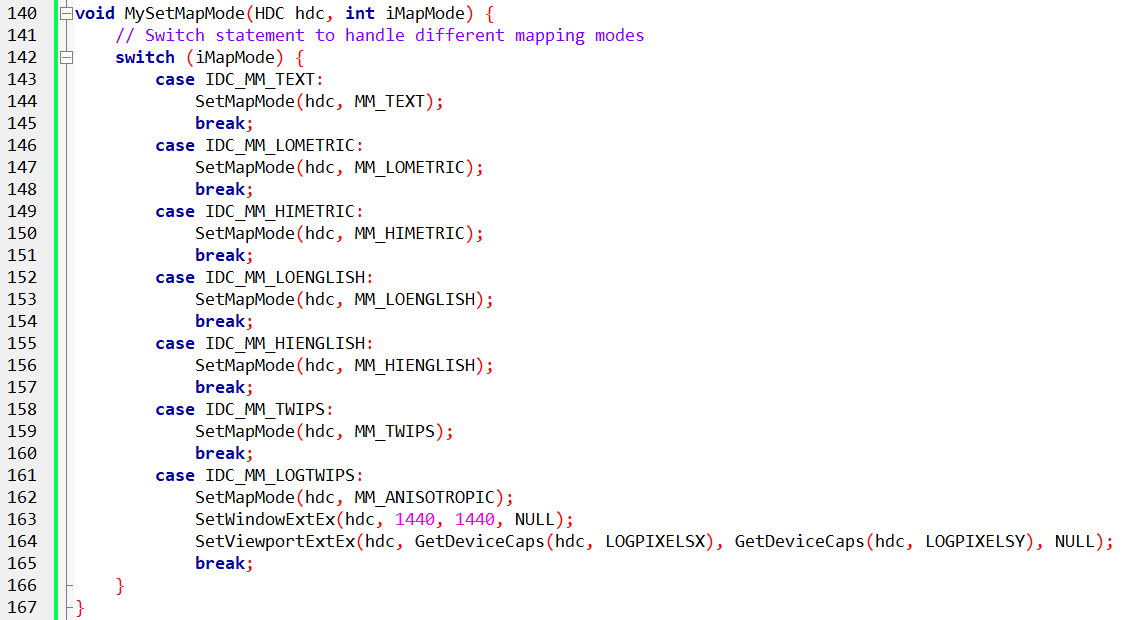 140 void MySetMapMode(HDC hdc, int iMapMode) {
141     // Switch statement to handle different mapping modes
142     switch (iMapMode) {
143         case IDC_MM_TEXT:
144             SetMapMode(hdc, MM_TEXT);
145             break;
146         case IDC_MM_LOMETRIC:
147             SetMapMode(hdc, MM_LOMETRIC);
148             break;
149         case IDC_MM_HIMETRIC:
150             SetMapMode(hdc, MM_HIMETRIC);
151             break;
152         case IDC_MM_LOENGLISH:
153             SetMapMode(hdc, MM_LOENGLISH);
154             break;
155         case IDC_MM_HIENGLISH:
156             SetMapMode(hdc, MM_HIENGLISH);
157             break;
158         case IDC_MM_TWIPS:
159             SetMapMode(hdc, MM_TWIPS);
160             break;
161         case IDC_MM_LOGTWIPS:
162             SetMapMode(hdc, MM_ANISOTROPIC);
163             SetWindowExtEx(hdc, 1440, 1440, NULL);
164             SetViewportExtEx(hdc, GetDeviceCaps(hdc, LOGPIXELSX), GetDeviceCaps(hdc, LOGPIXELSY), NULL);
165             break;
166     }
167 }